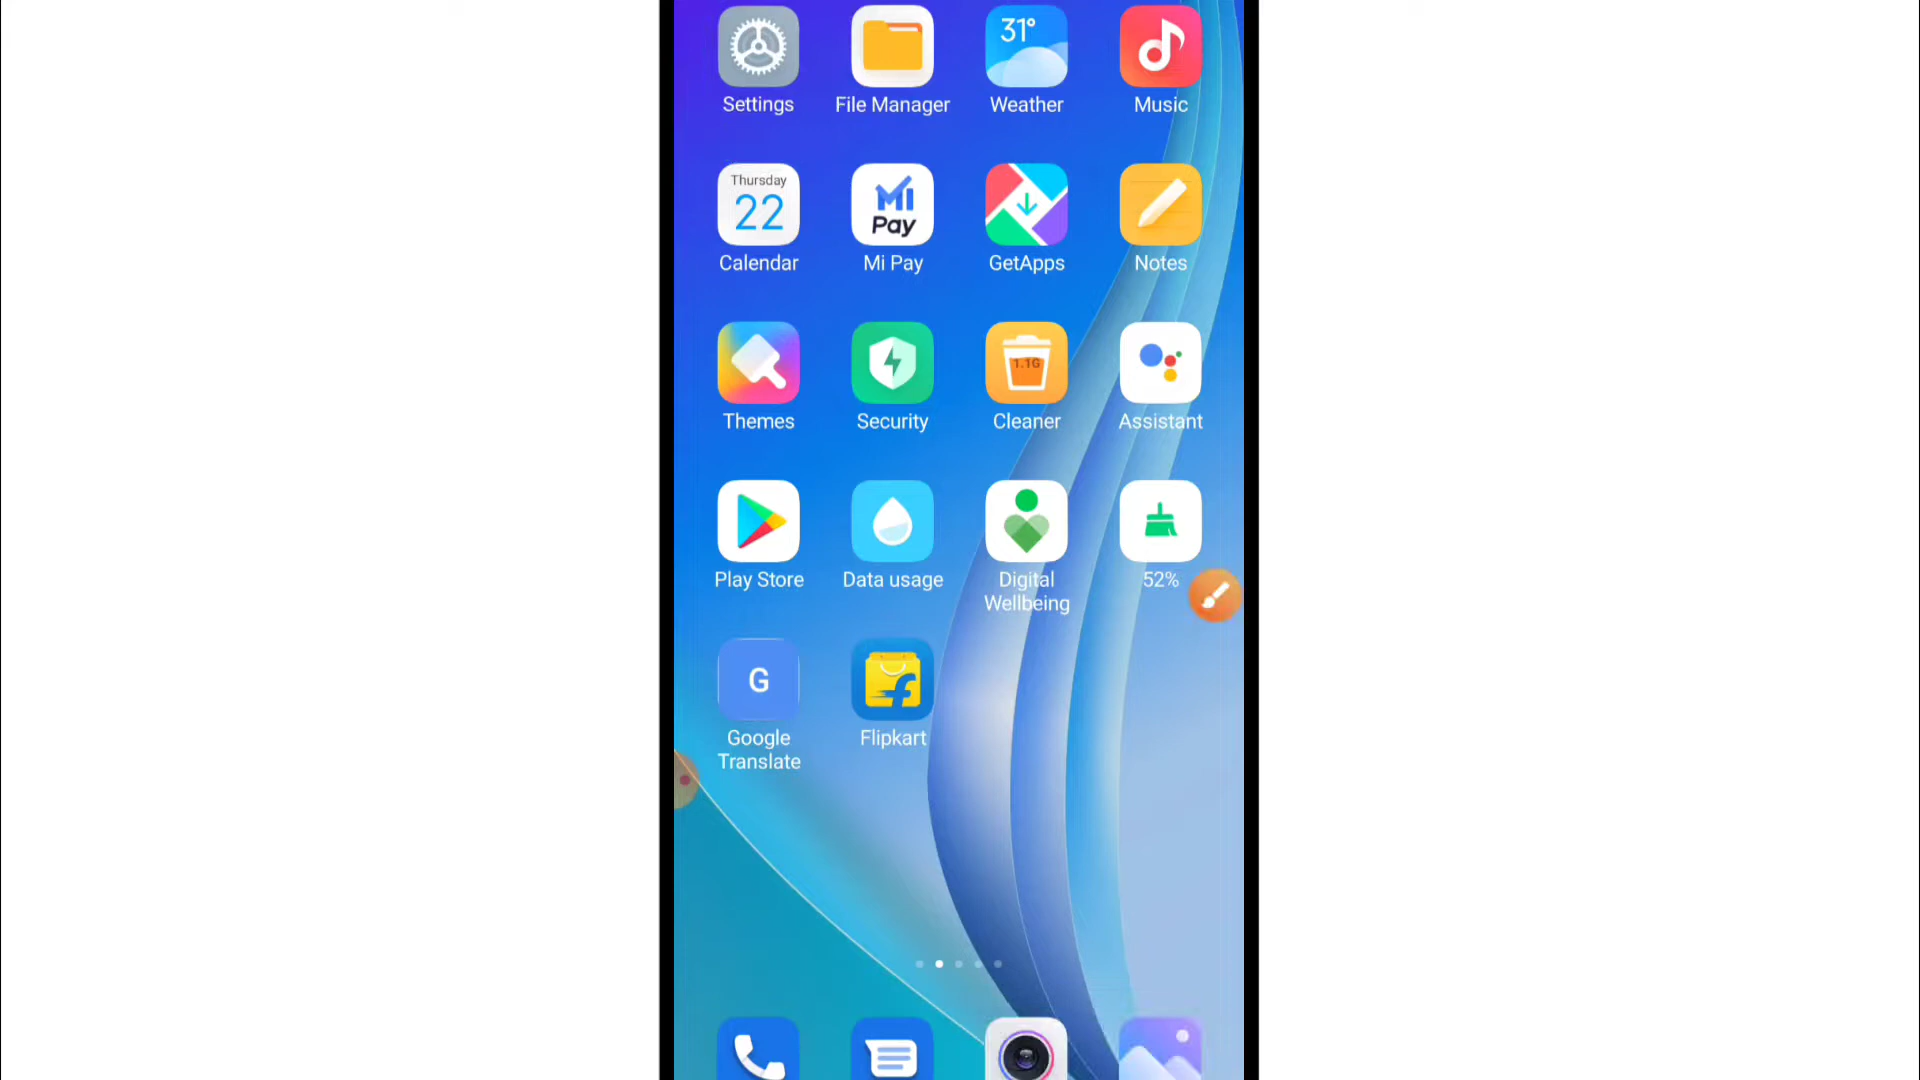 31°
Settings
File Manager
Weather
Music
Thursday
22
Mi
Pay
Calendar
Mi Pay
GetApps
Notes
1.1G
Themes
Security
Cleaner
Assistant
Play Store
Data usage
Digital
Wellbeing
52%
G
f
Google
Translate
Flipkart